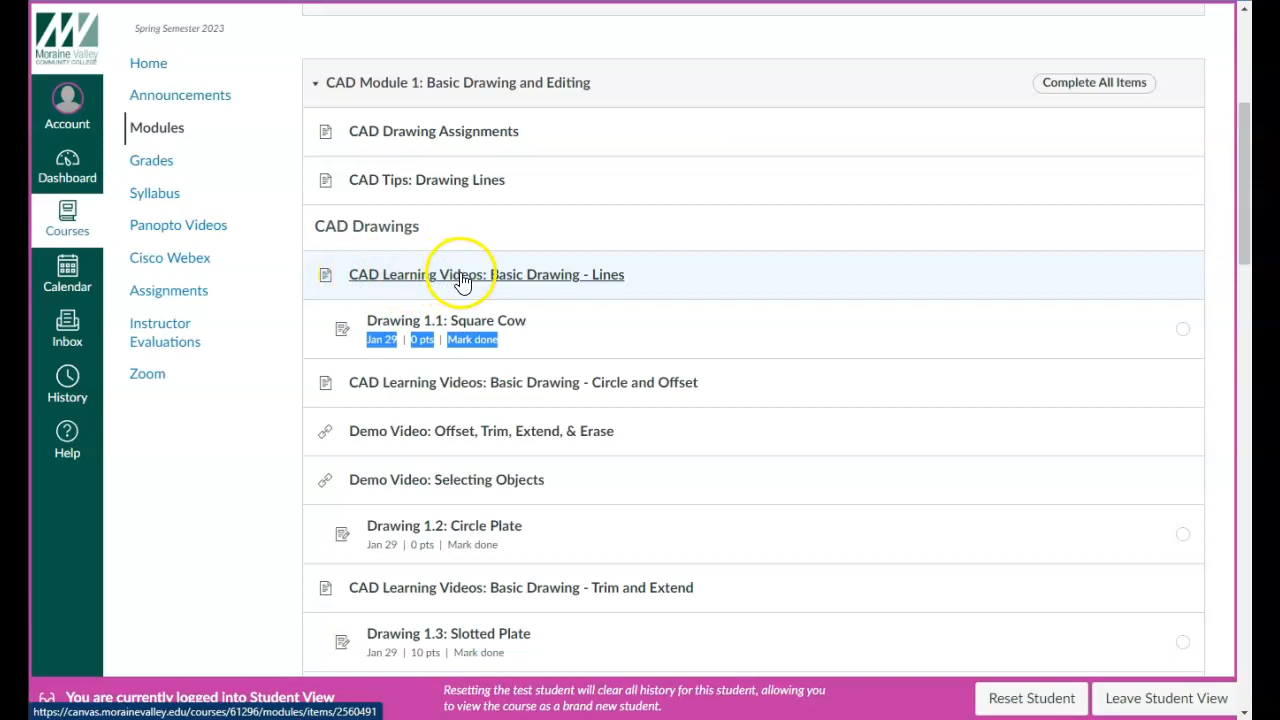 Moraine Valley
COMMUNITY COLLEGE
Account
Dashboard
Courses
Calendar
Inbox
History
Help
Spring Semester 2023
Home
Announcements
Modules
Grades
Syllabus
Panopto Videos
Cisco Webex
Assignments
Instructor
Evaluations
Zoom
CAD Module 1: Basic Drawing and Editing
Complete All Items
CAD Drawing Assignments
CAD Tips: Drawing Lines
CAD Drawings
CAD Learning Videos: Basic Drawing - Lines
Drawing 1.1: Square Cow
Jan 29 | 0 pts | Mark done
CAD Learning Videos: Basic Drawing - Circle and Offset
Demo Video: Offset, Trim, Extend, & Erase
Demo Video: Selecting Objects
Drawing 1.2: Circle Plate
Jan 29 | 0 pts | Mark done
CAD Learning Videos: Basic Drawing - Trim and Extend
Drawing 1.3: Slotted Plate
Jan 29 | 10 pts | Mark done
You are currently logged into Student View
Resetting the test student will clear all history for this student, allowing you
to view the course as a brand new student.
Reset Student
Leave Student View
https://canvas.morainevalley.edu/courses/61296/modules/items/2560491